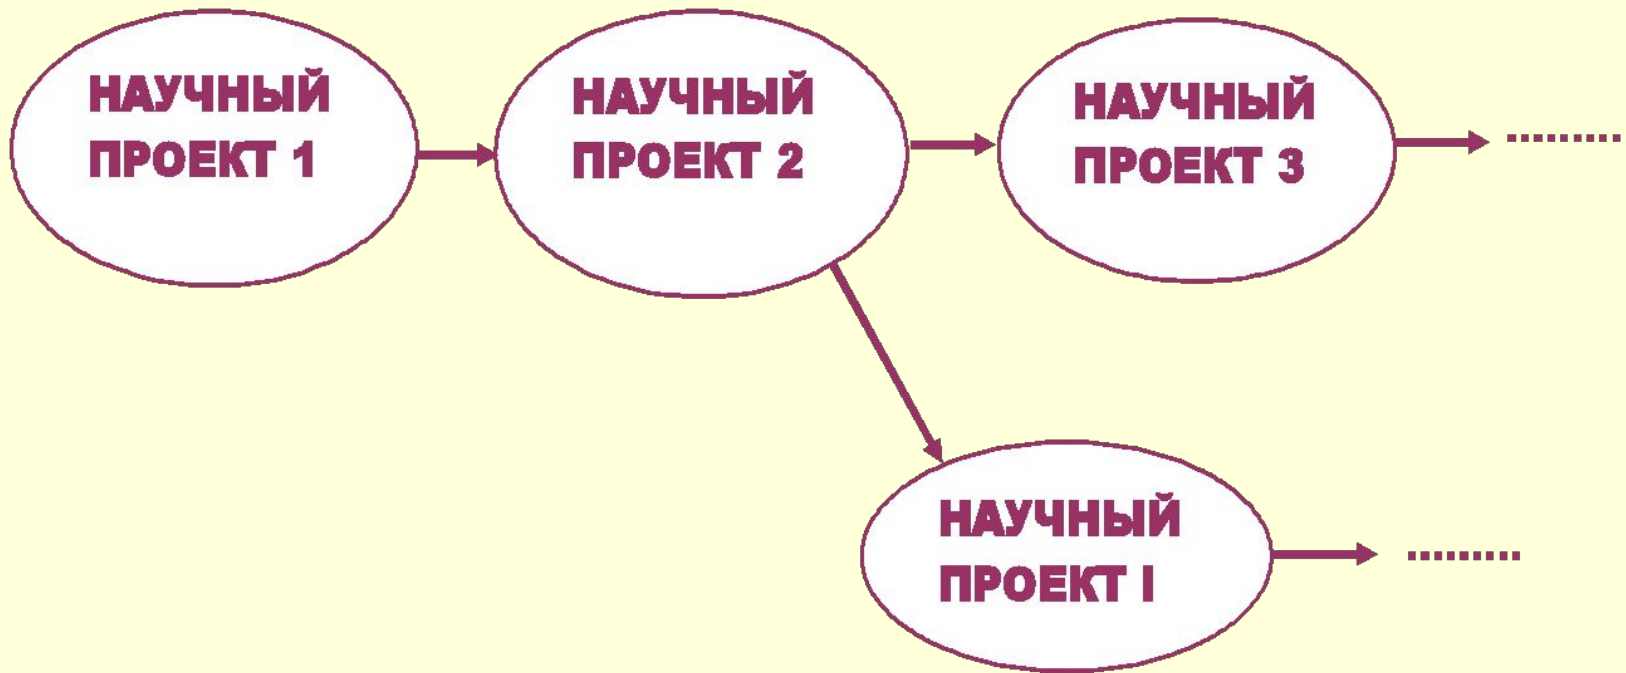 НАУЧНЫЙ
ПРОЕКТ 1
НАУЧНЫЙ
ПРОЕКТ 2
НАУЧНЫЙ
ПРОЕКТ 3
.........
НАУЧНЫЙ
ПРОЕКТ I
.........